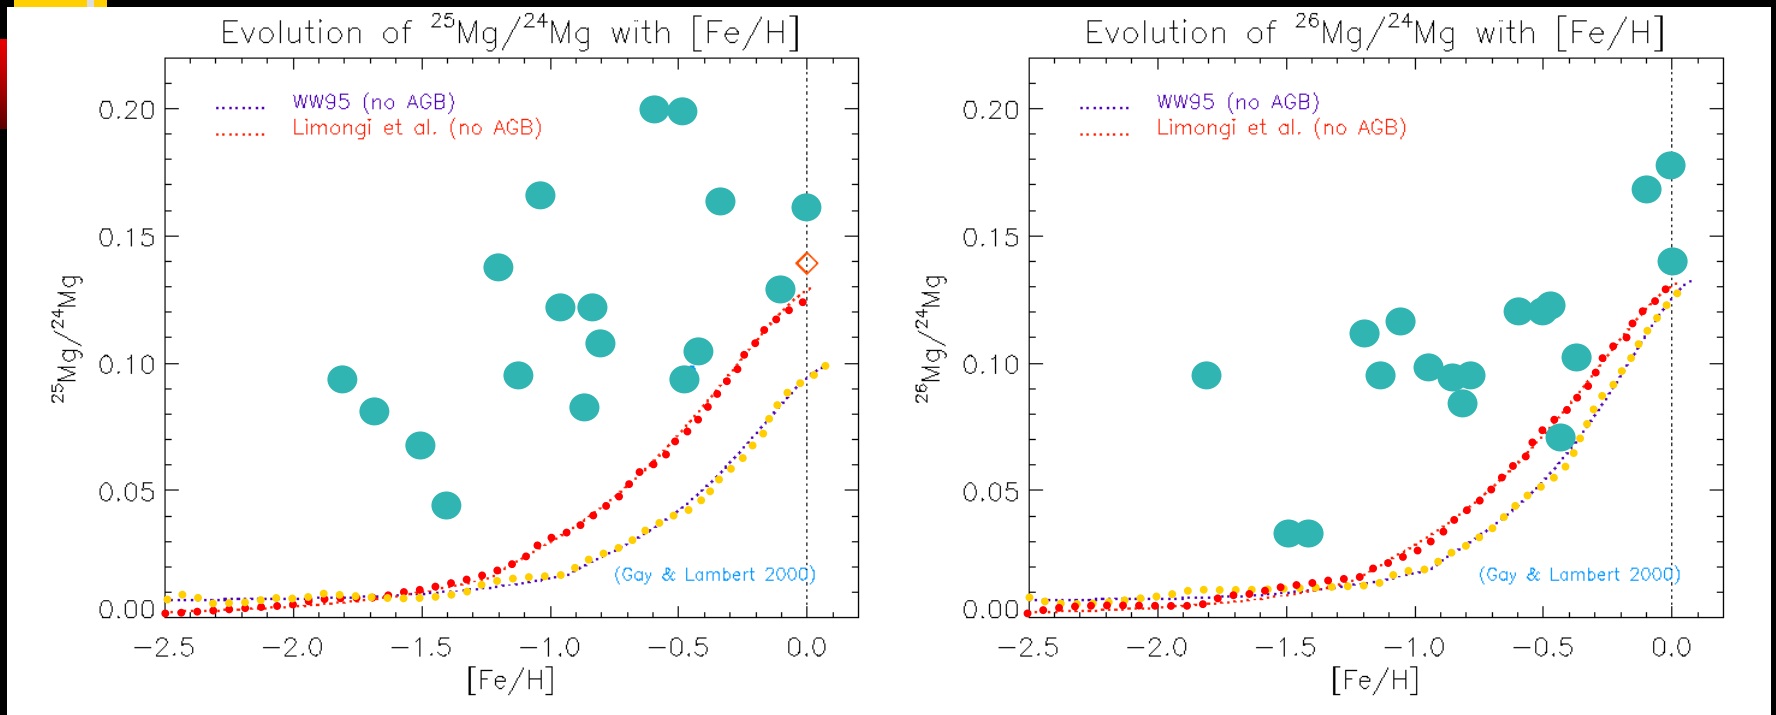 Evolution of ²⁵Mg/²⁴Mg with [Fe/H]
WW95 (no AGB)
Limongi et al. (no AGB)
0.20
0.15
0.10
0.05
0.00
²⁵Mg/²⁴Mg
(Gay & Lambert 2000)
−2.5 −2.0 −1.5 −1.0 −0.5 0.0
[Fe/H]
Evolution of ²⁶Mg/²⁴Mg with [Fe/H]
WW95 (no AGB)
Limongi et al. (no AGB)
0.20
0.15
0.10
0.05
0.00
²⁶Mg/²⁴Mg
(Gay & Lambert 2000)
−2.5 −2.0 −1.5 −1.0 −0.5 0.0
[Fe/H]